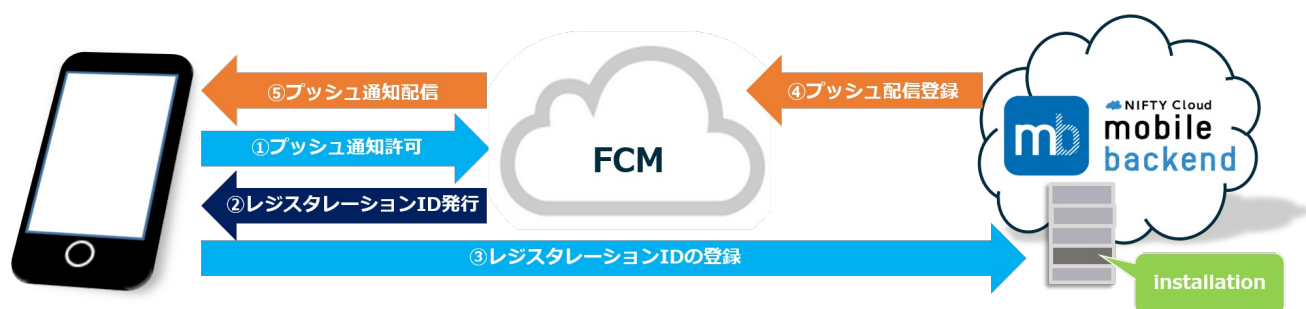 ⑤プッシュ通知配信
①プッシュ通知許可
②レジスタレーションID発行
③レジスタレーションIDの登録
FCM
④プッシュ配信登録
mb
NIFTY Cloud
mobile
backend
installation